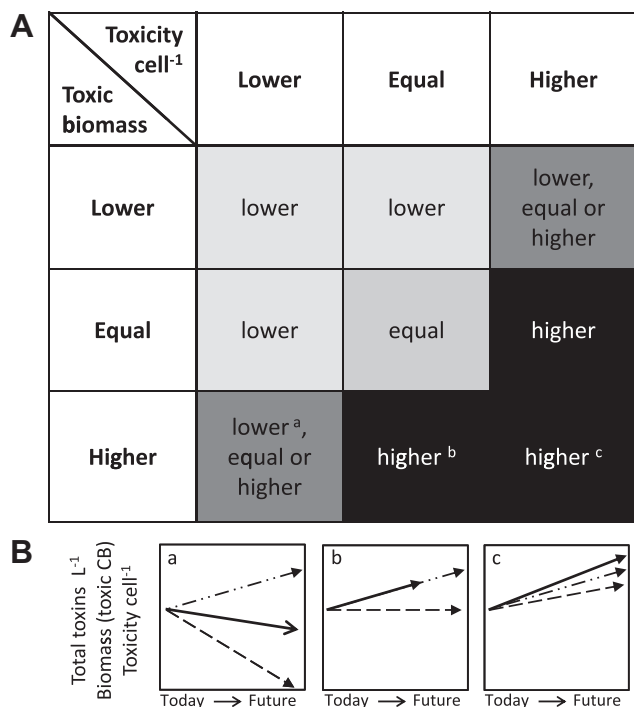 A
Toxicity
cell-1
Toxic
biomass
Lower
Equal
Higher
Lower
lower
lower
lower,
equal or
higher
Equal
lower
equal
higher
Higher
lower a,
equal or
higher
higher b
higher c
B
Total toxins L-1
Biomass (toxic CB)
Toxicity cell-1
a
b
c
Today → Future
Today → Future
Today → Future